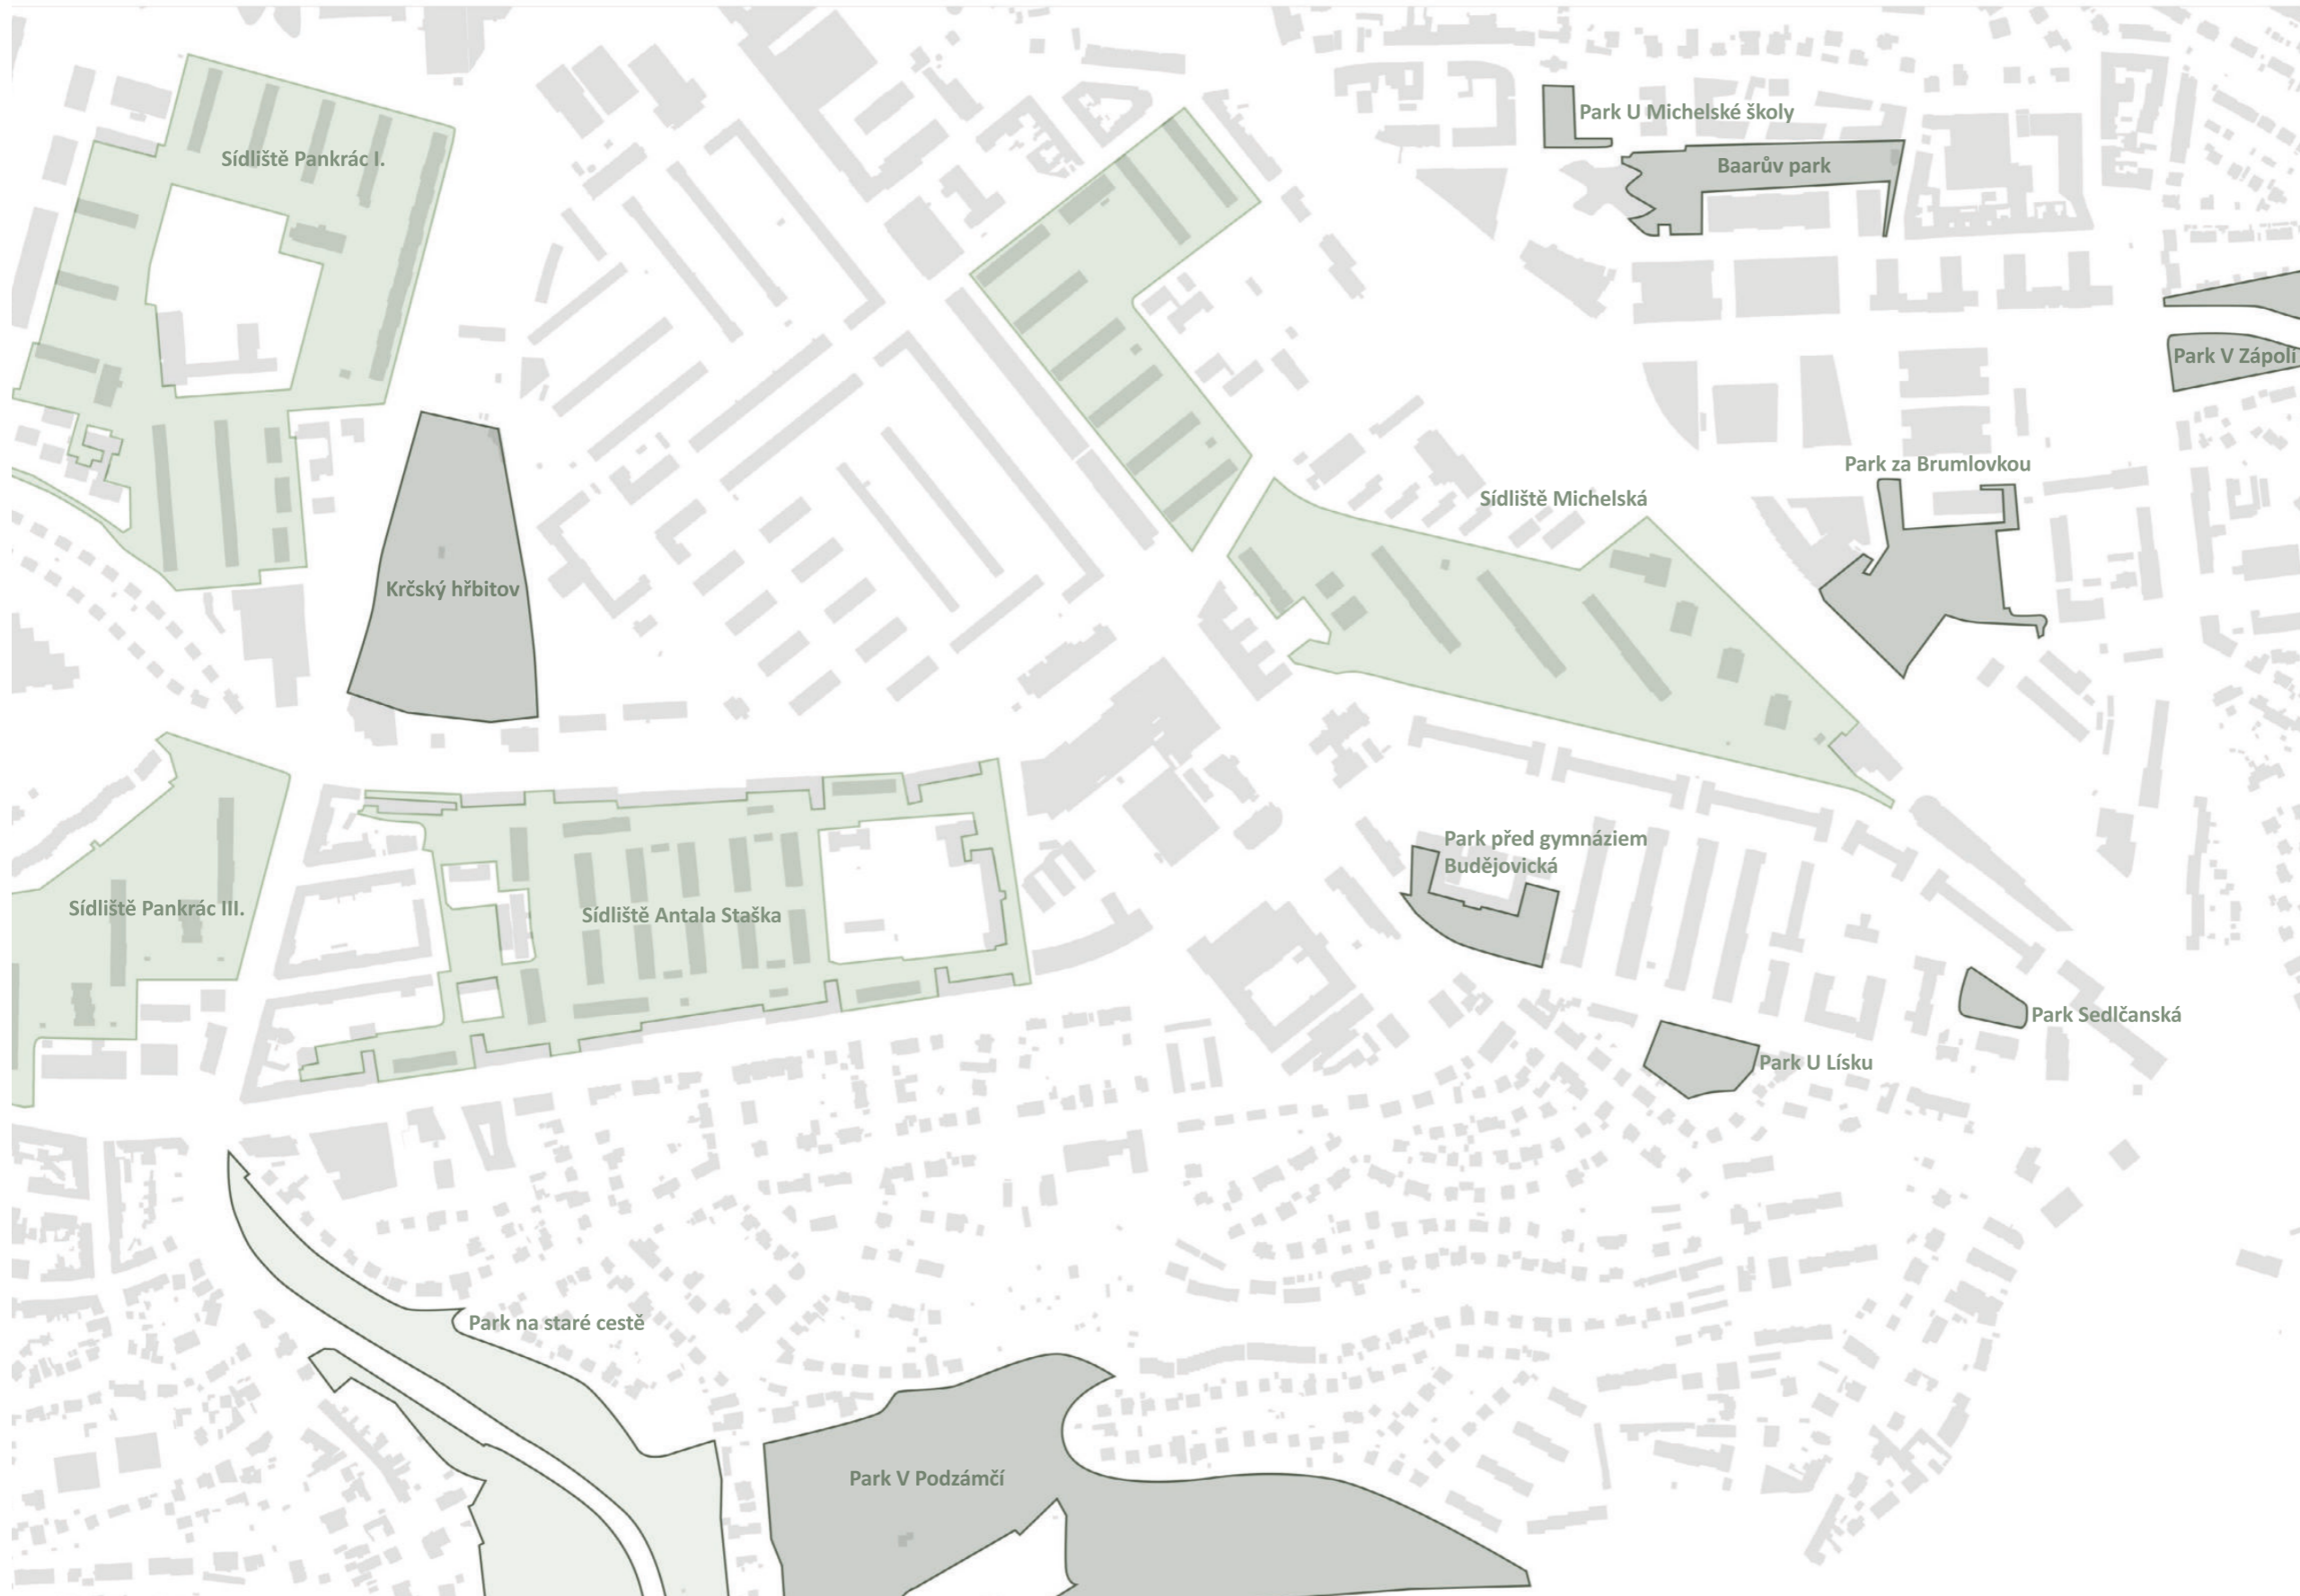 Park U Michelské školy
Sídliště Pankrác I.
Baarův park
Park V Zápolí
Park za Brumlovkou
Sídliště Michelská
Krčský hřbitov
Park před gymnáziem
Budějovická
Sídliště Pankrác III.
Sídliště Antala Staška
Park Sedlčanská
Park U Lísku
Park na staré cestě
Park V Podzámčí